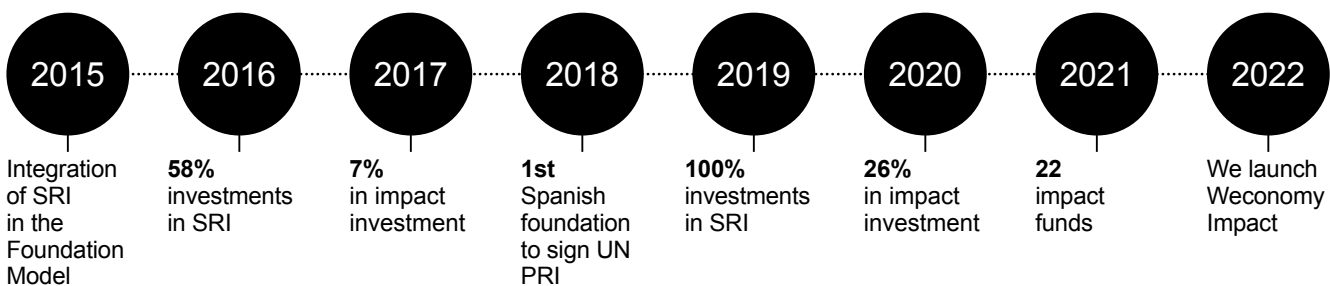 2015
2016
2017
2018
2019
2020
2021
2022
Integration
of SRI
in the
Foundation
Model
58%
investments
in SRI
7%
in impact
investment
1st
Spanish
foundation
to sign UN
PRI
100%
investments
in SRI
26%
in impact
investment
22
impact
funds
We launch
Weconomy
Impact